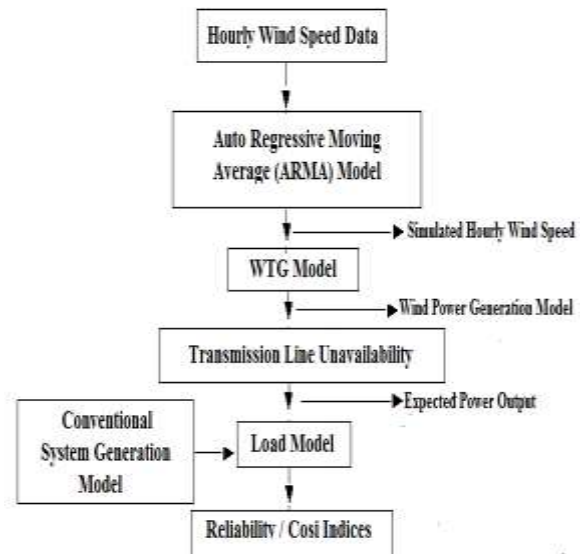 Hourly Wind Speed Data
Auto Regressive Moving
Average (ARMA) Model
Simulated Hourly Wind Speed
WTG Model
Wind Power Generation Model
Transmission Line Unavailability
Expected Power Output
Conventional
System Generation
Model
Load Model
Reliability / Cosi Indices